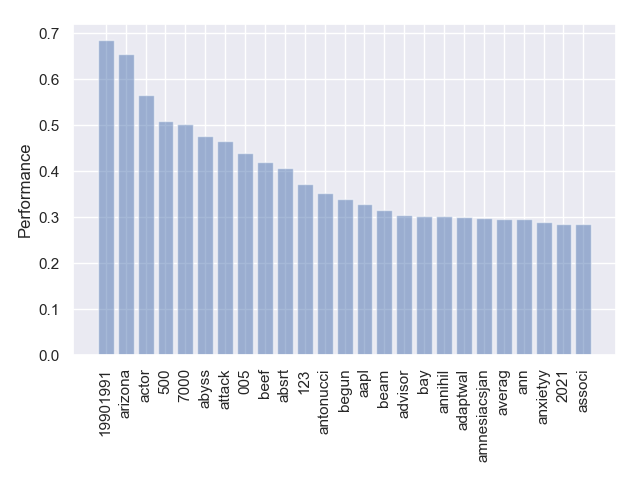 0.7
0.6
0.5
0.4
0.3
0.2
0.1
0.0
Performance
19901991
arizona
actor
500
7000
abyss
attack
005
beef
absrt
123
antonucci
begun
aapl
beam
advisor
bay
annihil
adaptwal
amnesiacsjan
averag
ann
anxietyy
2021
associ